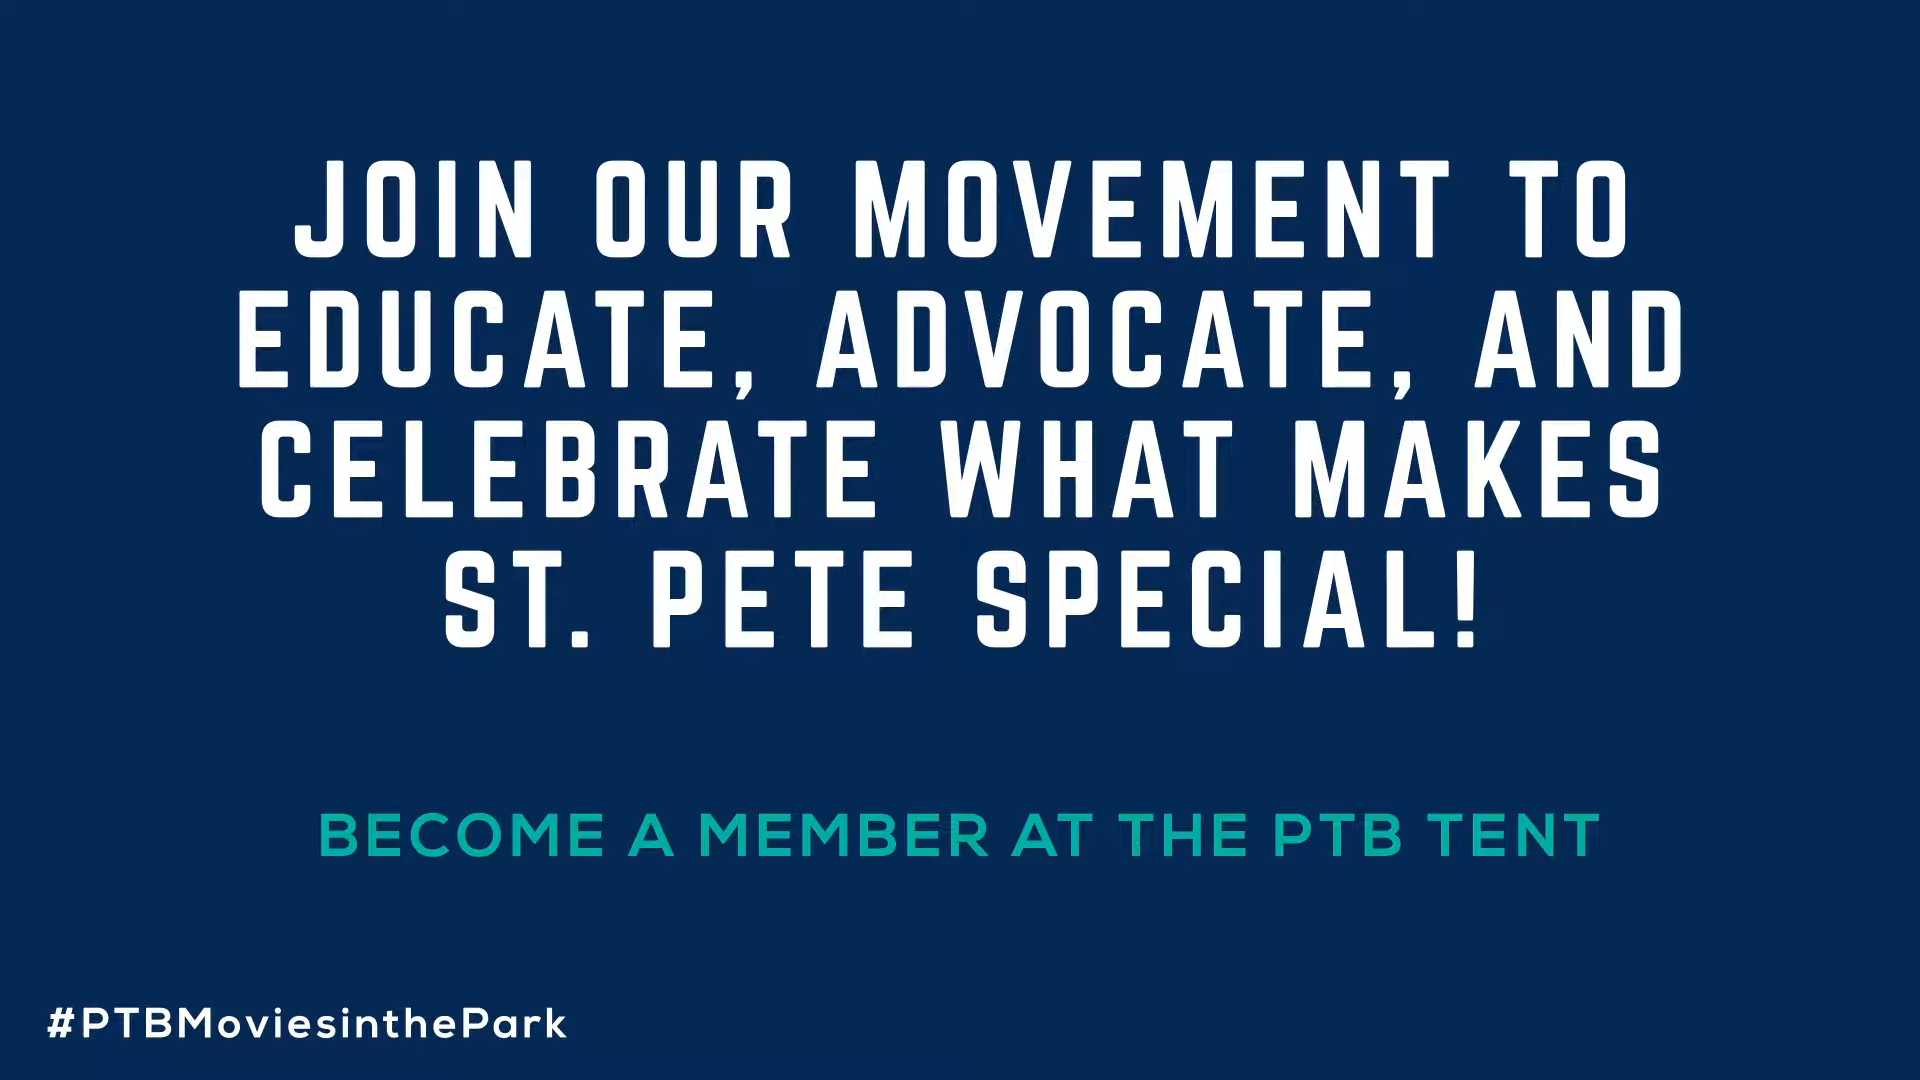 JOIN OUR MOVEMENT TO
EDUCATE, ADVOCATE, AND
CELEBRATE WHAT MAKES
ST. PETE SPECIAL!
BECOME A MEMBER AT THE PTB TENT
#PTBMoviesinthePark